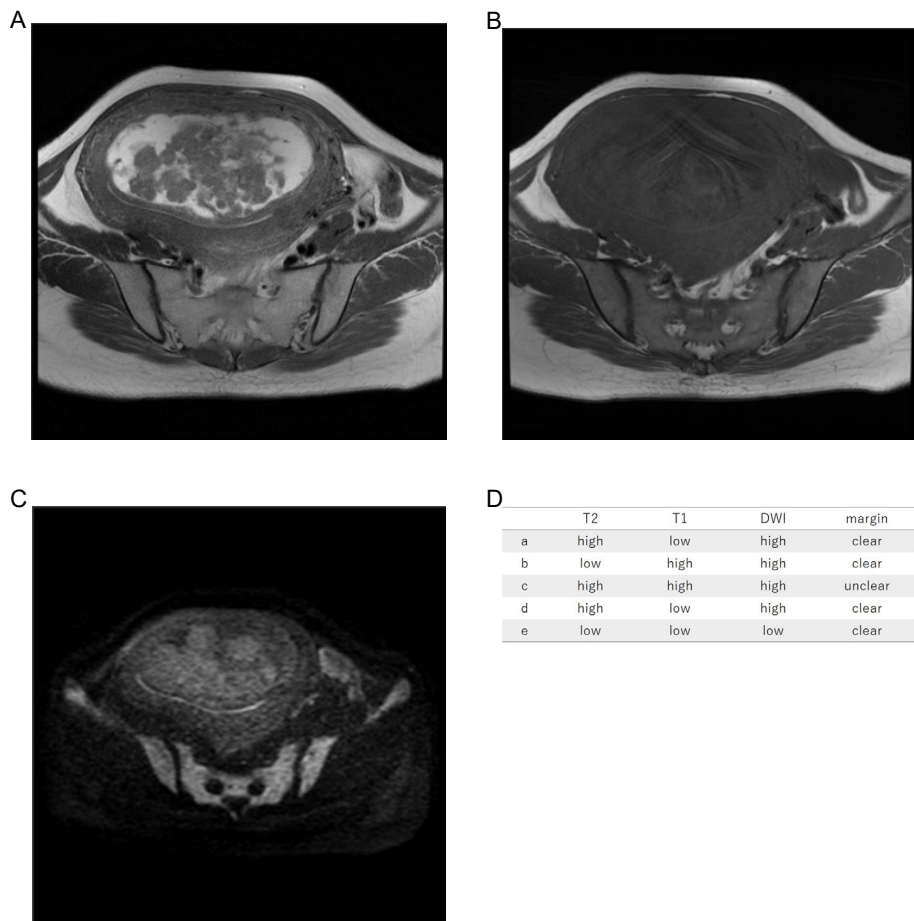 A
B
C
D
T2 T1 DWI margin
a high low high clear
b low high high clear
c high high high unclear
d high low high clear
e low low low clear